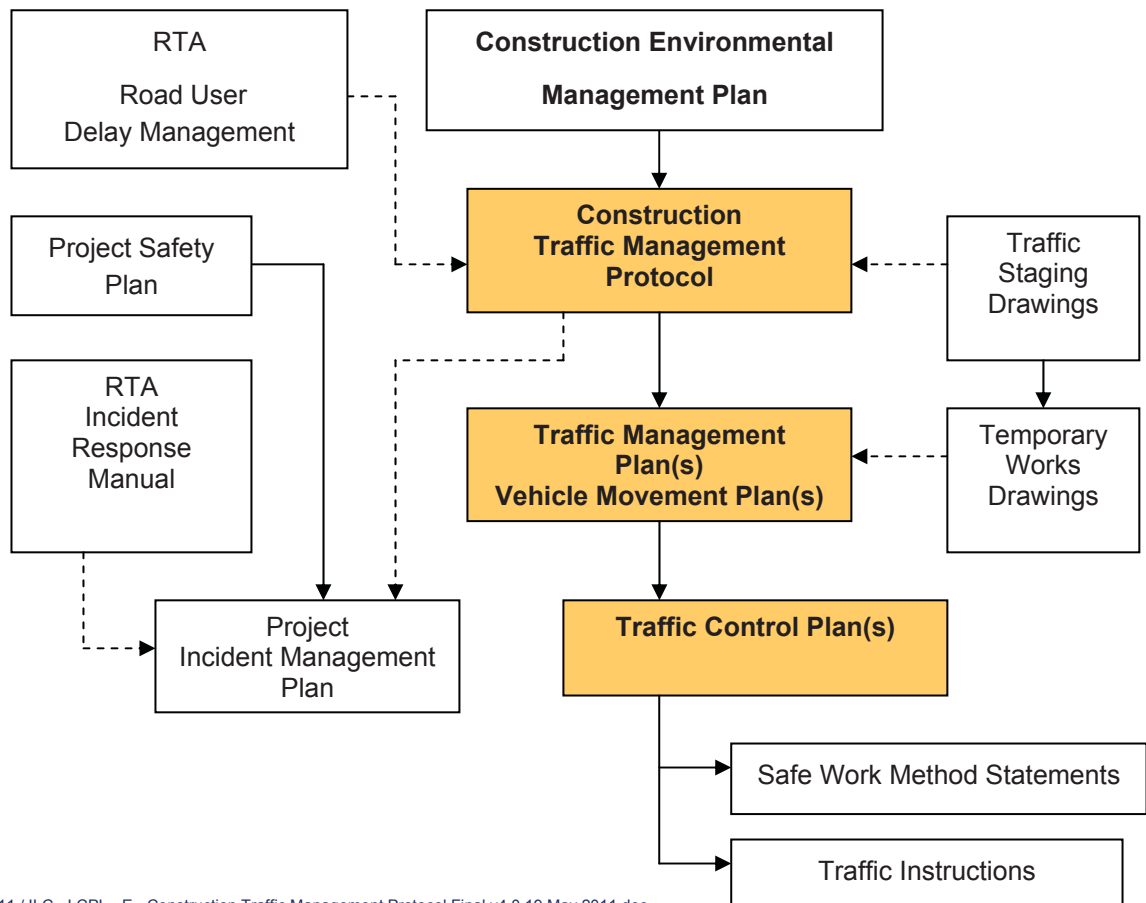 RTA
Road User
Delay Management
Construction Environmental
Management Plan
Construction
Traffic Management
Protocol
Project Safety
Plan
Traffic
Staging
Drawings
RTA
Incident
Response
Manual
Traffic Management
Plan(s)
Vehicle Movement Plan(s)
Temporary
Works
Drawings
Project
Incident Management
Plan
Traffic Control Plan(s)
Safe Work Method Statements
Traffic Instructions